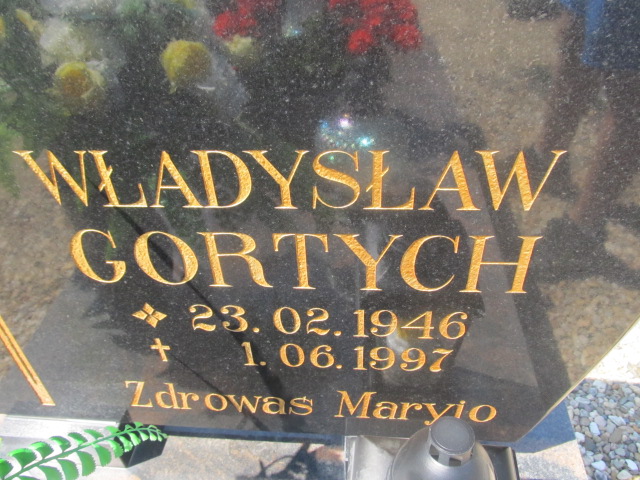 WŁADYSŁAW
GORTYCH
23.02.1946
1.06.1997
Zdrowaś Maryjo